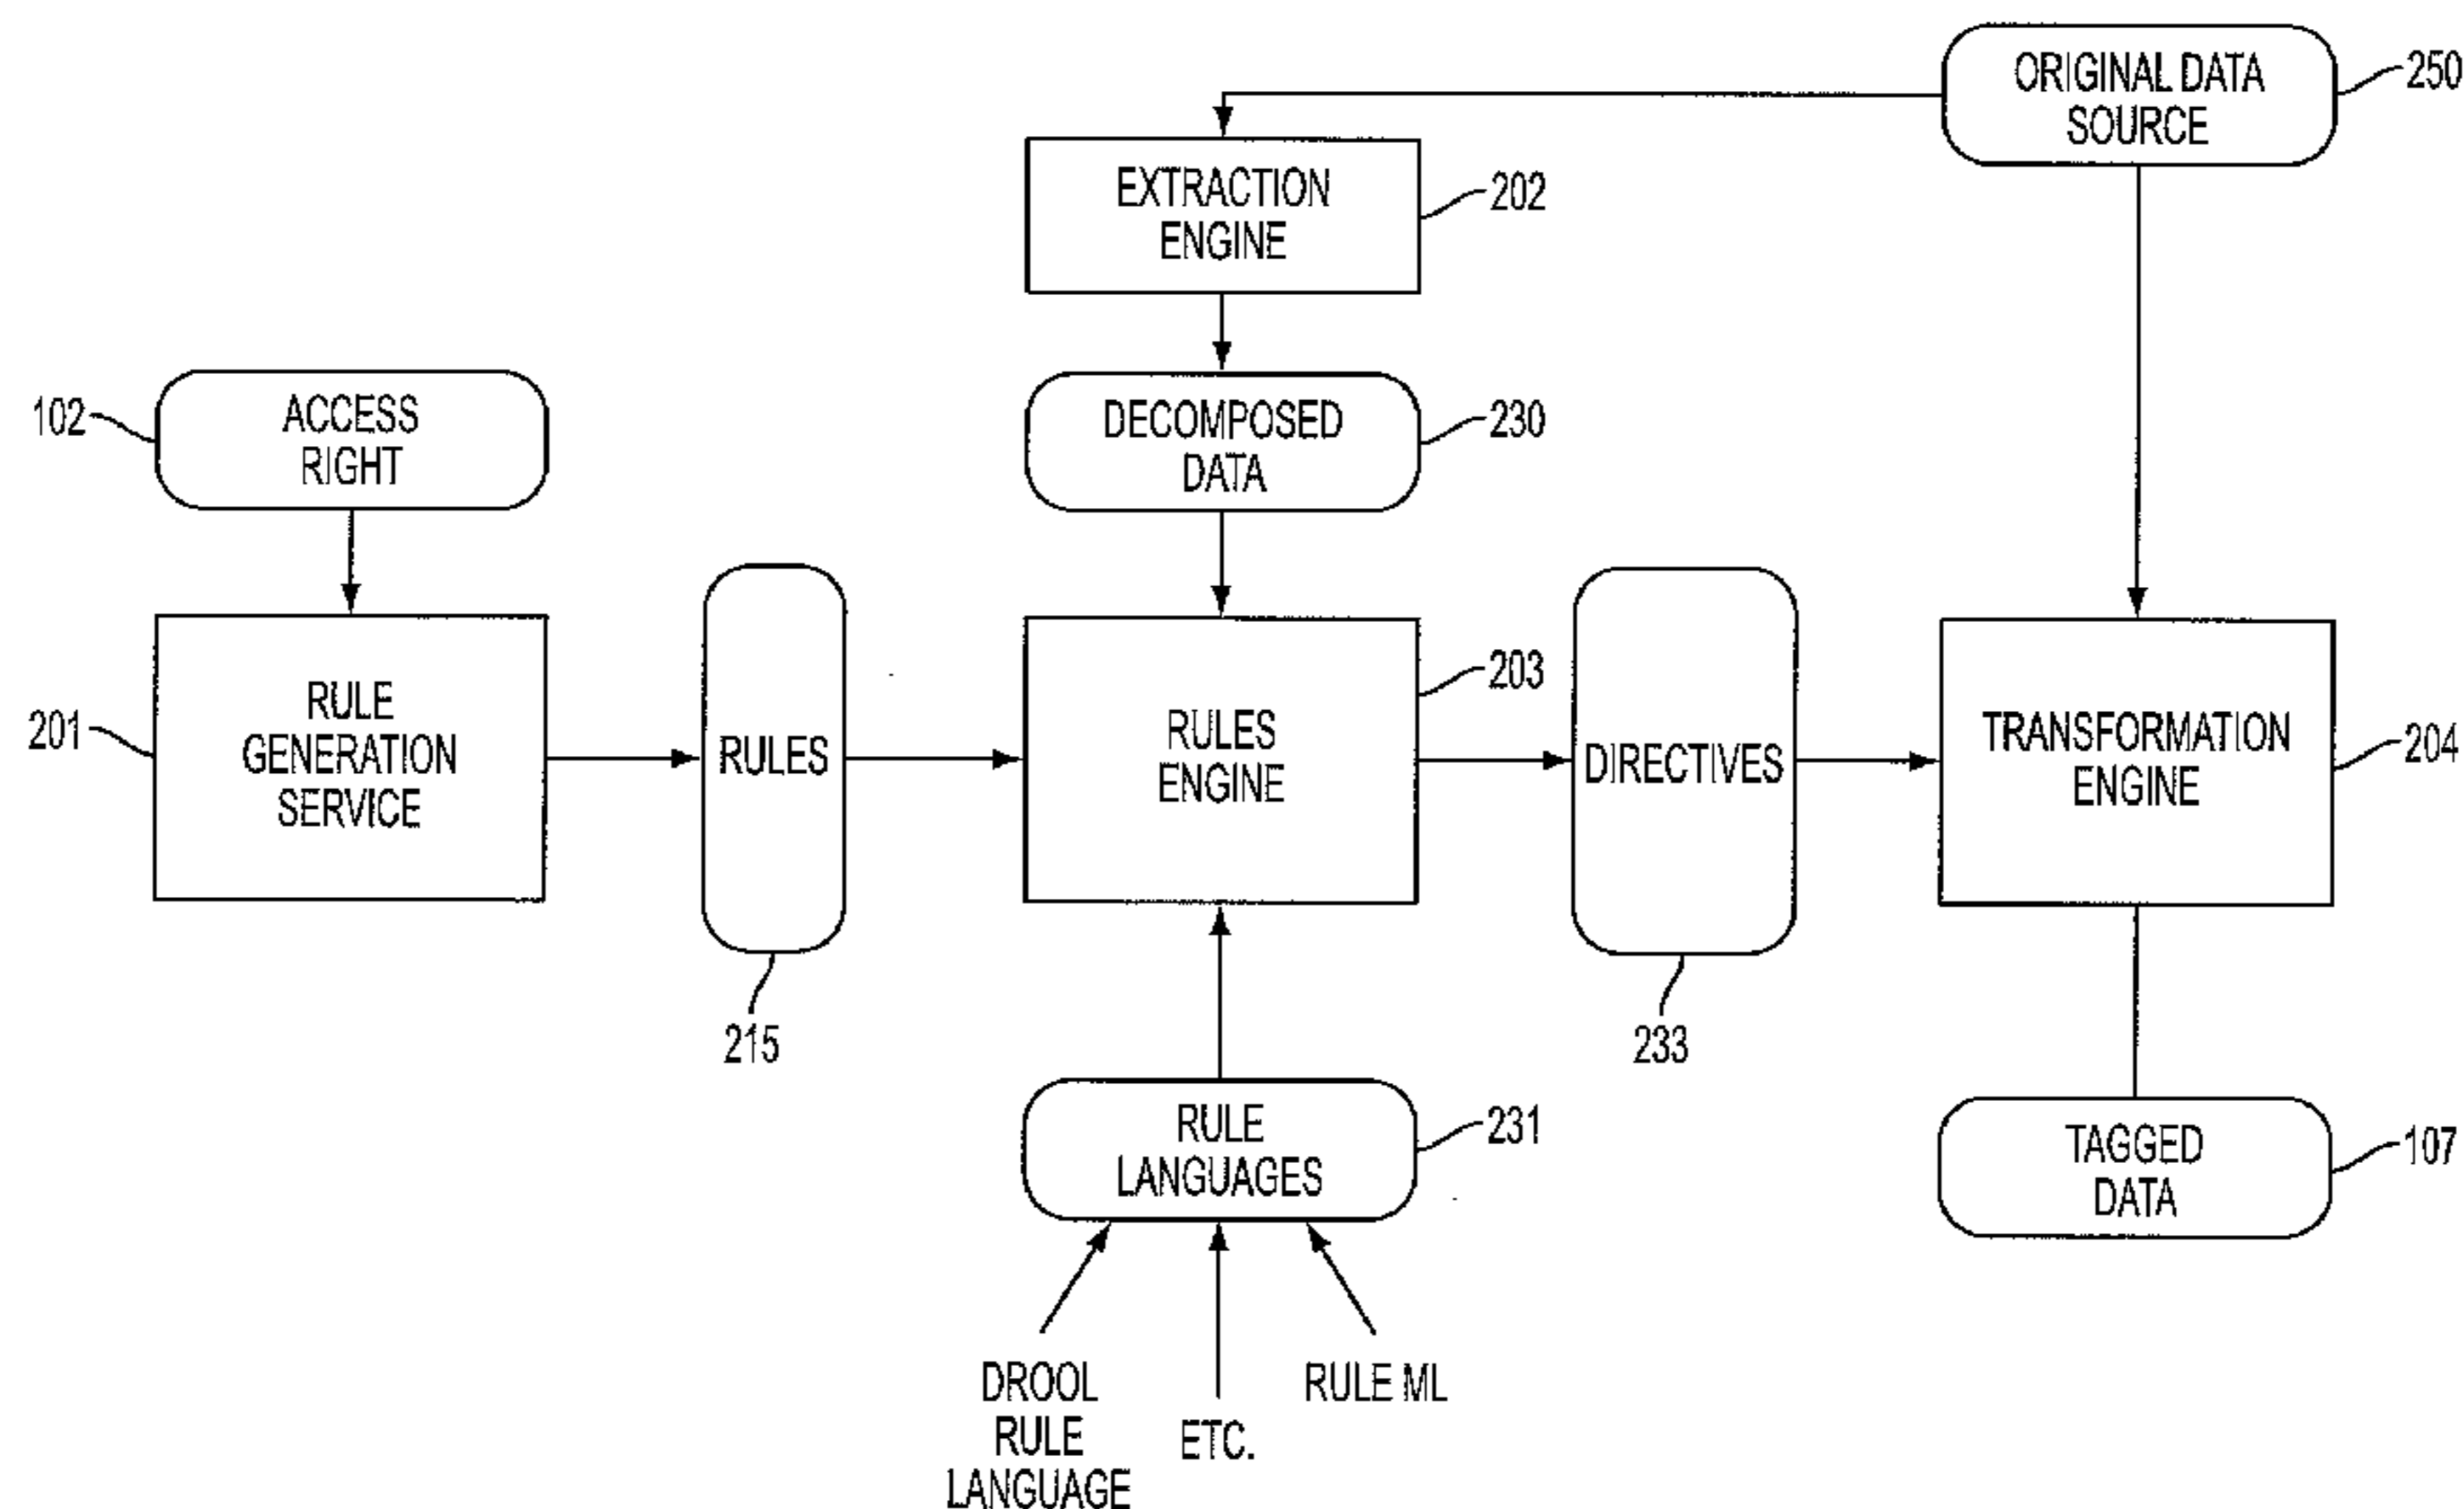 ORIGINAL DATA
SOURCE
250
EXTRACTION
ENGINE
202
ACCESS
RIGHT
102
DECOMPOSED
DATA
230
RULE
GENERATION
SERVICE
201
RULES
215
RULES
ENGINE
203
DIRECTIVES
233
TRANSFORMATION
ENGINE
204
RULE
LANGUAGES
231
TAGGED
DATA
107
DROOL
RULE
LANGUAGE
ETC.
RULE ML